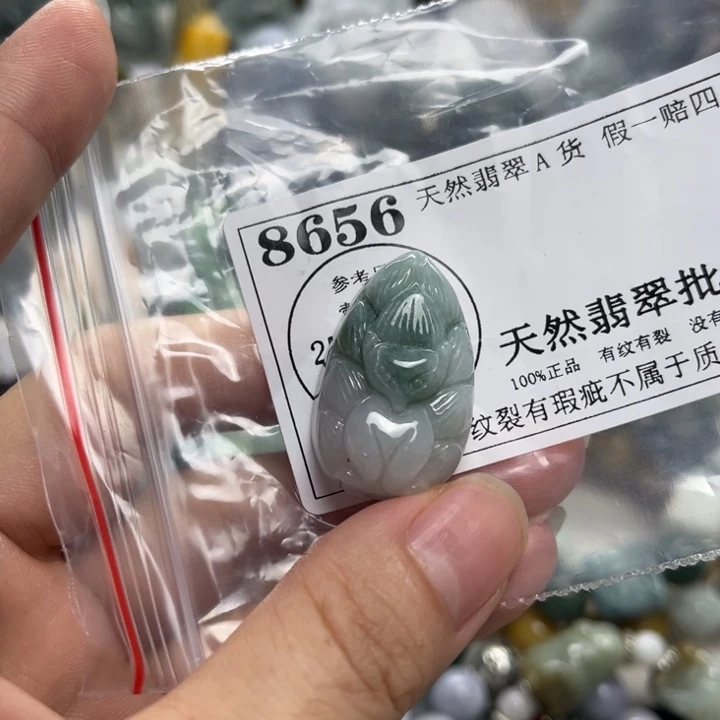 8656
天然翡翠A货 假一赔四
参考
天然翡翠批
100%正品 有纹有裂 没有
纹裂有瑕疵不属于质